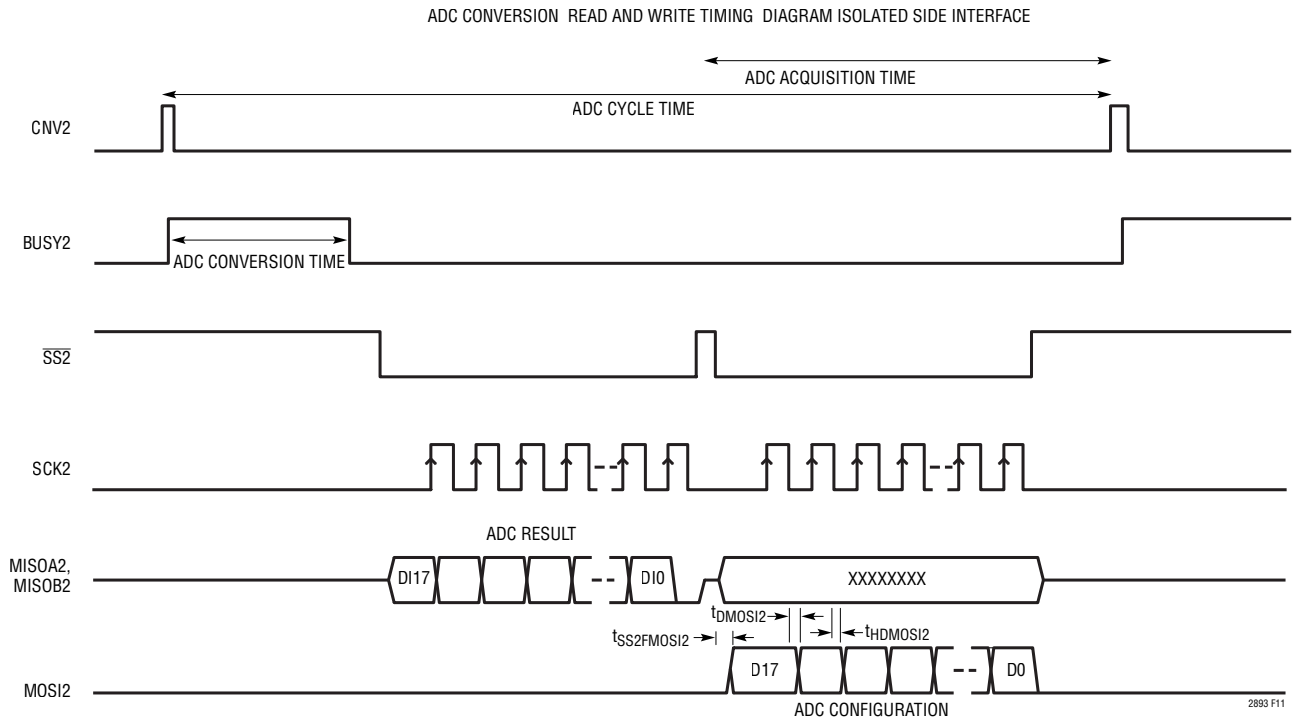 ADC CONVERSION READ AND WRITE TIMING DIAGRAM ISOLATED SIDE INTERFACE
ADC ACQUISITION TIME
ADC CYCLE TIME
CNV2
BUSY2
ADC CONVERSION TIME
SS2
SCK2
ADC RESULT
MISOA2,
MISOB2
DI17
DI0
XXXXXXXX
tDMOSI2
tSS2FMOSI2
tHDMOSI2
MOSI2
D17
D0
ADC CONFIGURATION
2893 F11